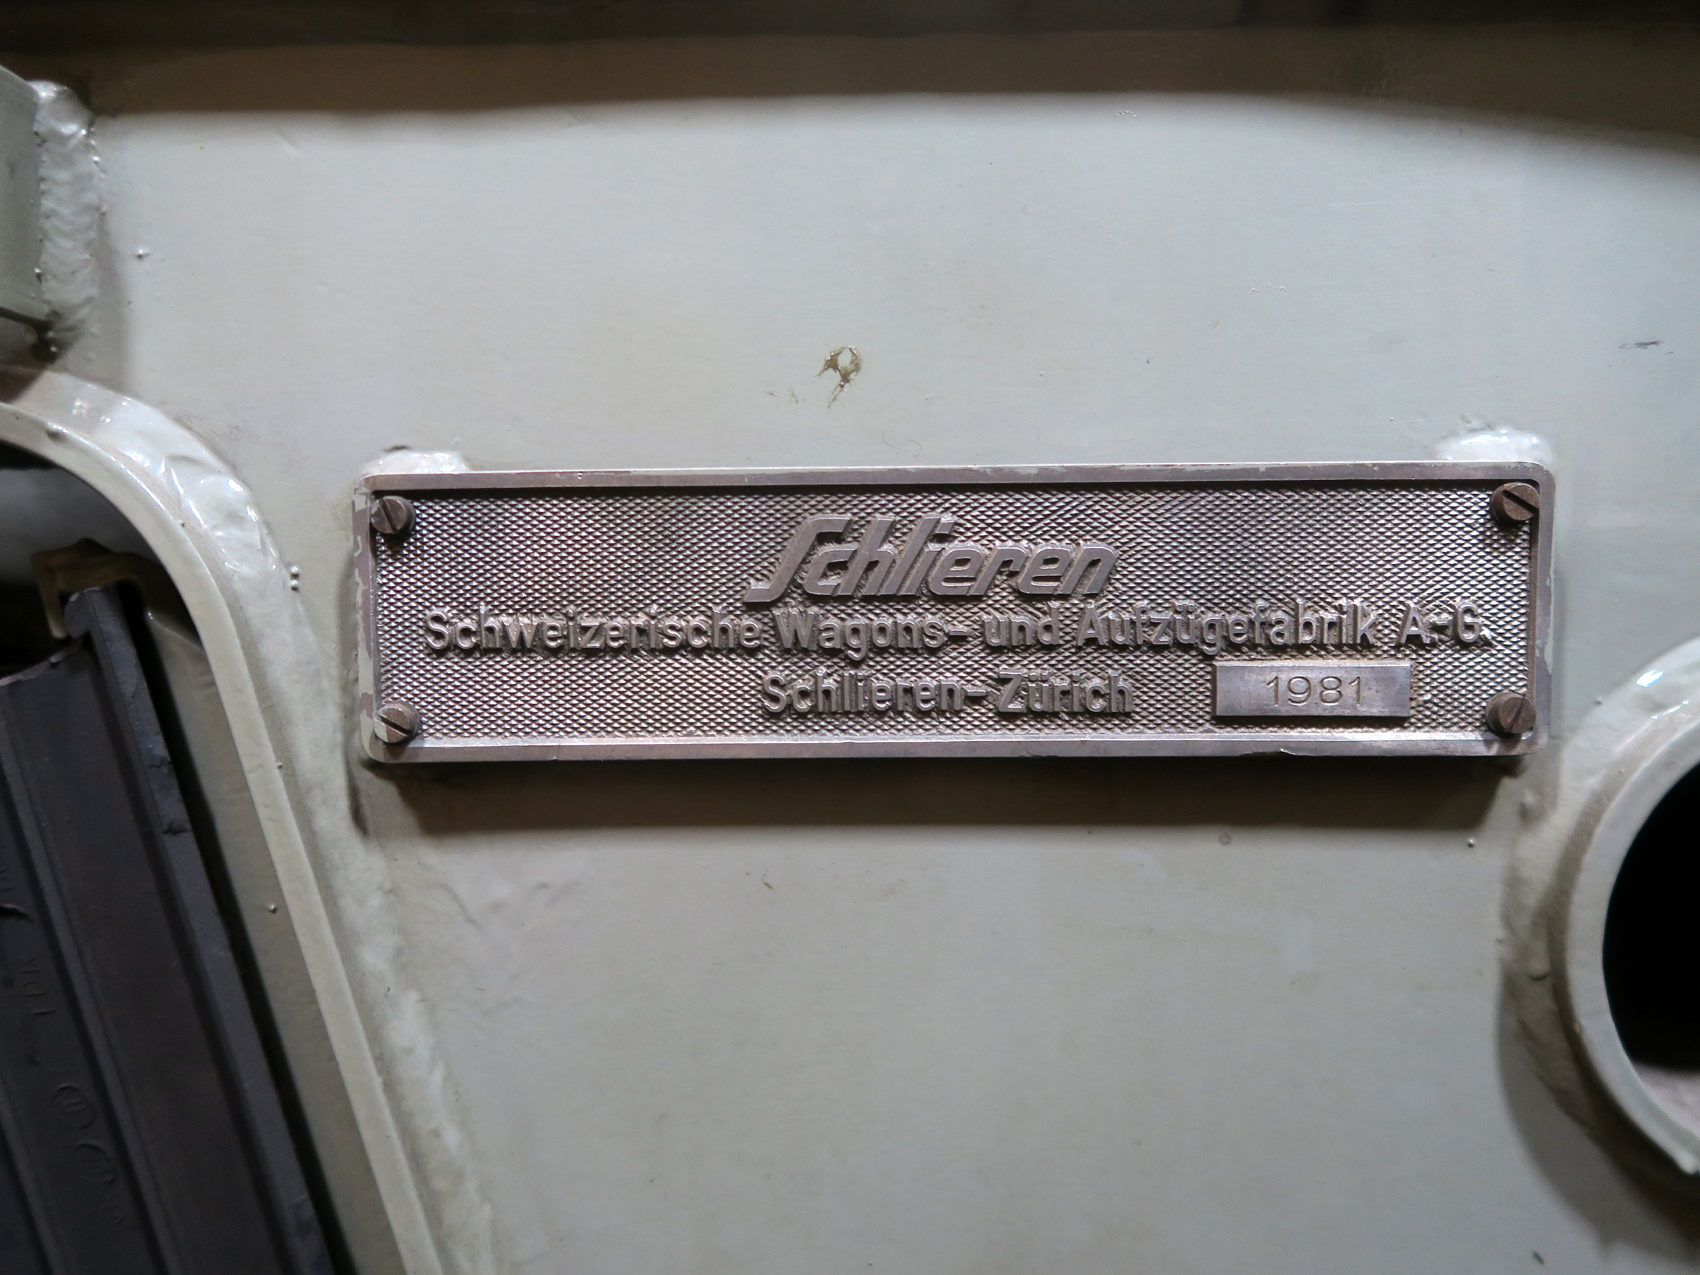 Schlieren
Schweizerische Wagons- und Aufzügefabrik A.-G.
Schlieren-Zürich
1981